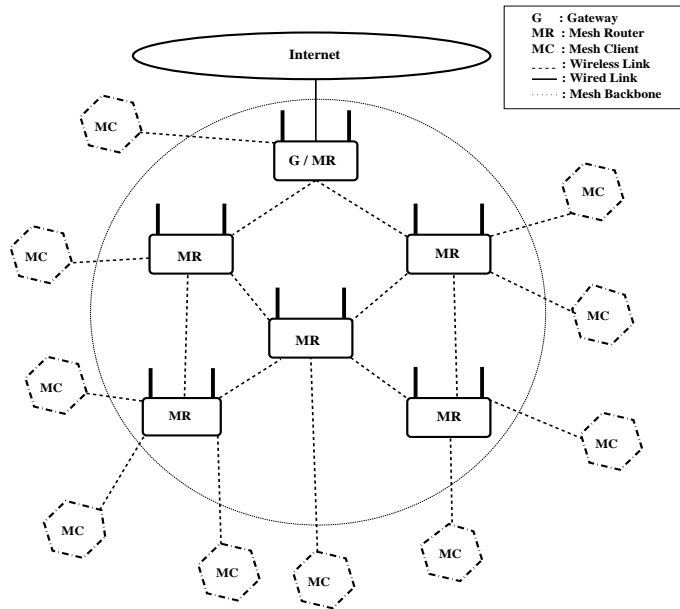 G : Gateway
MR : Mesh Router
MC : Mesh Client
: Wireless Link
: Wired Link
: Mesh Backbone
Internet
MC
G / MR
MC
MR
MR
MC
MC
MR
MC
MR
MR
MC
MC
MC
MC
MC